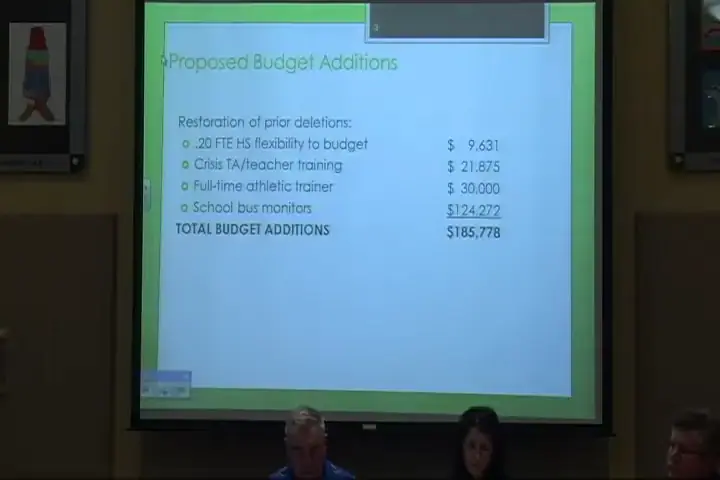 Proposed Budget Additions
Restoration of prior deletions:
.20 FTE HS flexibility to budget $ 9,631
Crisis TA/teacher training $ 21,875
Full-time athletic trainer $ 30,000
School bus monitors $124,272
TOTAL BUDGET ADDITIONS $185,778